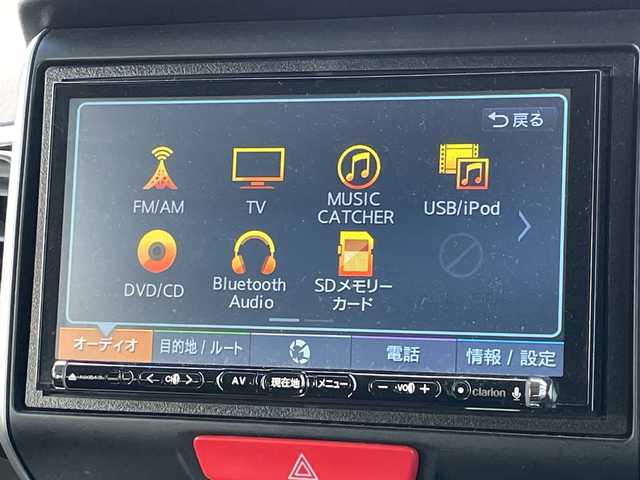 戻る
FM/AM
TV
MUSIC
CATCHER
USB/iPod
DVD/CD
Bluetooth
Audio
SDメモリー
カード
オーディオ
目的地 / ルート
電話
情報 / 設定
AV
現在地
メニュー
− VOL +
clarion